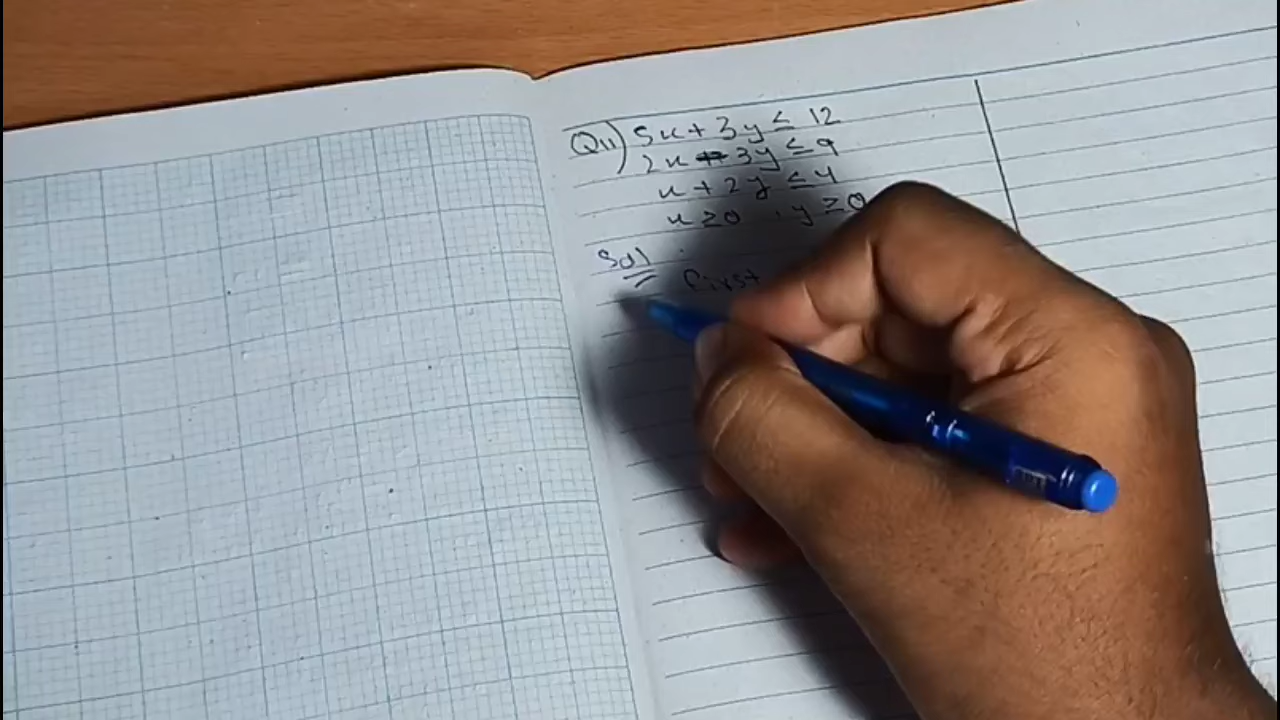 Q11) 5x + 3y ≤ 12
2x + 3y ≤ 9
x + 2y ≤ 4
x ≥ 0 , y ≥ 0
Sol :
first